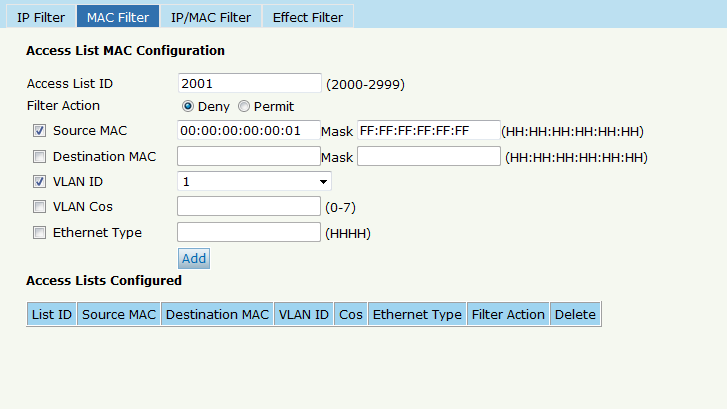 IP Filter MAC Filter IP/MAC Filter Effect Filter
Access List MAC Configuration
Access List ID 2001 (2000-2999)
Filter Action Deny Permit
Source MAC 00:00:00:00:00:01 Mask FF:FF:FF:FF:FF:FF (HH:HH:HH:HH:HH:HH)
Destination MAC Mask (HH:HH:HH:HH:HH:HH)
VLAN ID 1
VLAN Cos (0-7)
Ethernet Type (HHHH)
Add
Access Lists Configured
List ID Source MAC Destination MAC VLAN ID Cos Ethernet Type Filter Action Delete